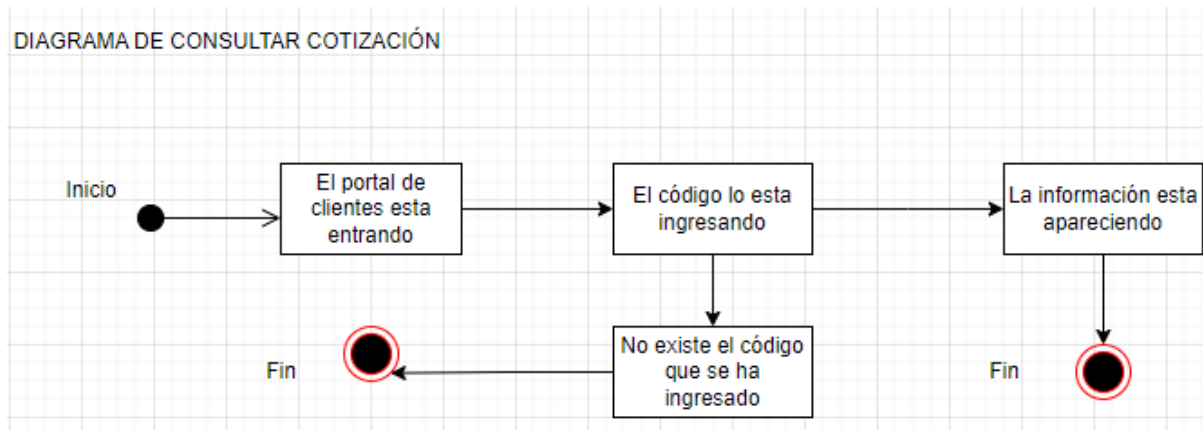 DIAGRAMA DE CONSULTAR COTIZACIÓN
Inicio
El portal de
clientes esta
entrando
El código lo esta
ingresando
La información esta
apareciendo
No existe el código
que se ha
ingresado
Fin
Fin